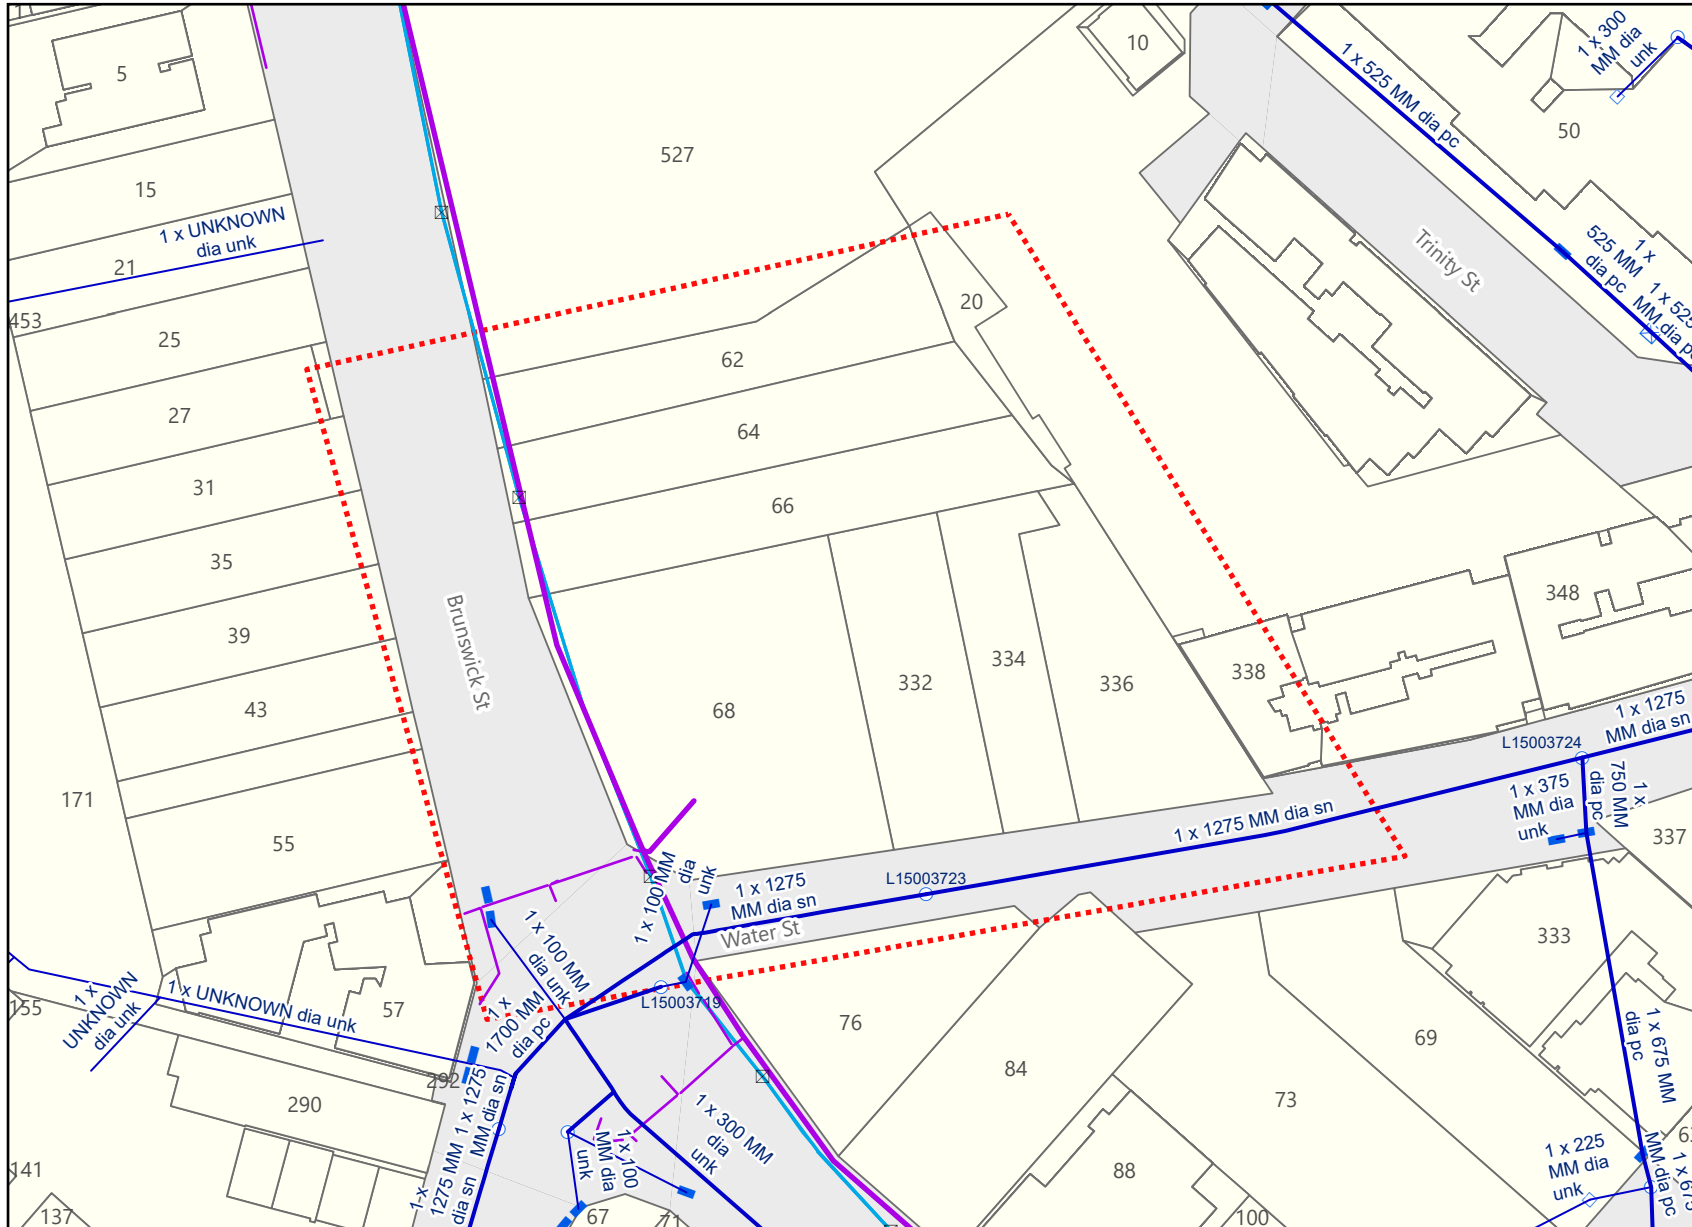 5
10
1 x 300
MM dia
unk
1 x 525 MM dia pc
50
527
15
1 x UNKNOWN
dia unk
21
453
25
20
Trinity St
1 x
525 MM
dia pc
1 x 525
MM dia pc
62
27
64
31
66
35
39
43
Brunswick St
68
332
334
336
338
348
171
55
1 x 1275
MM dia sn
L15003724
1 x
750 MM
dia pc
1 x 375
MM dia
unk
337
1 x 1275 MM dia sn
L15003723
1 x 1275
MM dia sn
1 x 100 MM
dia
unk
Water St
333
1 x 100 MM
dia unk
1 x
UNKNOWN
dia unk
1 x UNKNOWN dia unk
57
155
1 x
1700 MM
dia pc
L15003719
76
84
69
73
1 x 675 MM
dia pc
292
290
1 x 1275
MM dia sn
1 x
1275 MM
dia sn
1 x 300 MM
dia
unk
1 x 100
MM dia
unk
88
141
137
67
71
100
1 x 225
MM dia
unk
MM dia pc
1 x 675